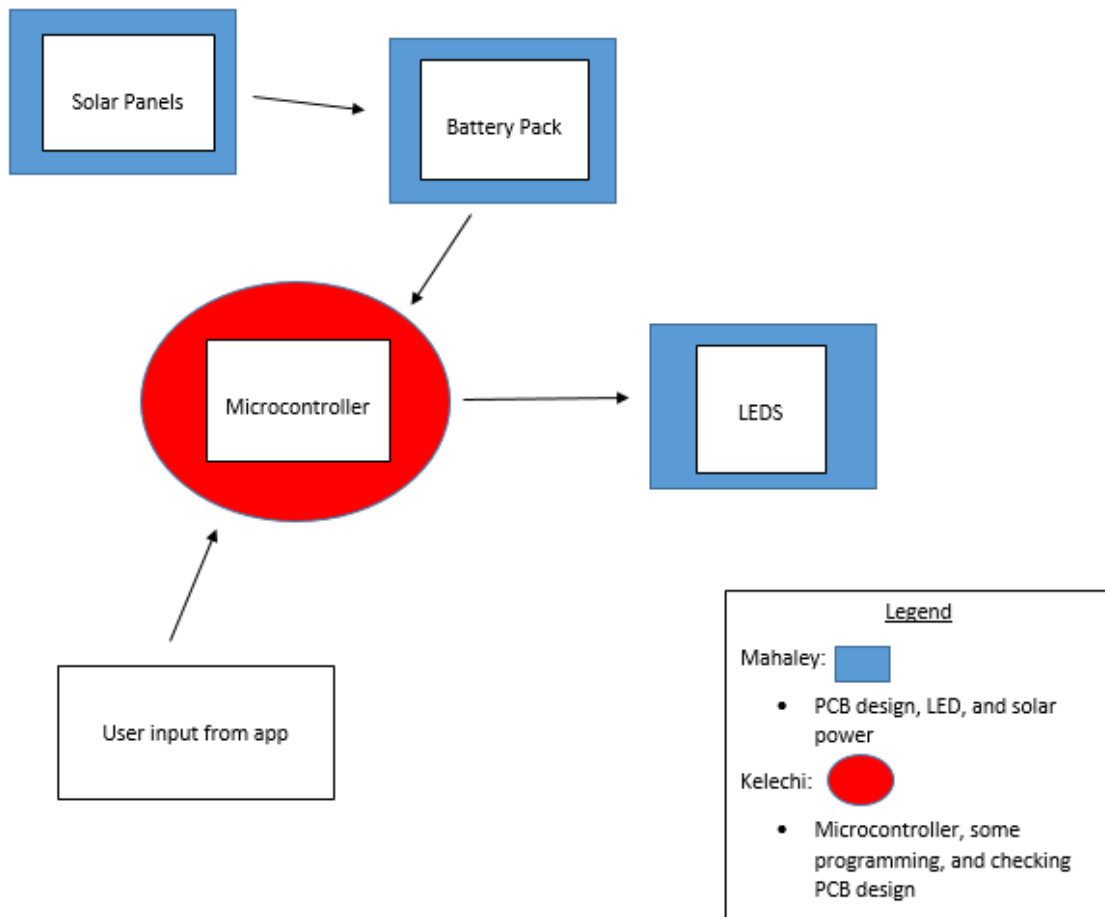 Solar Panels
Battery Pack
Microcontroller
LEDS
User input from app
Legend
Mahaley:
• PCB design, LED, and solar
power
Kelechi:
• Microcontroller, some
programming, and checking
PCB design